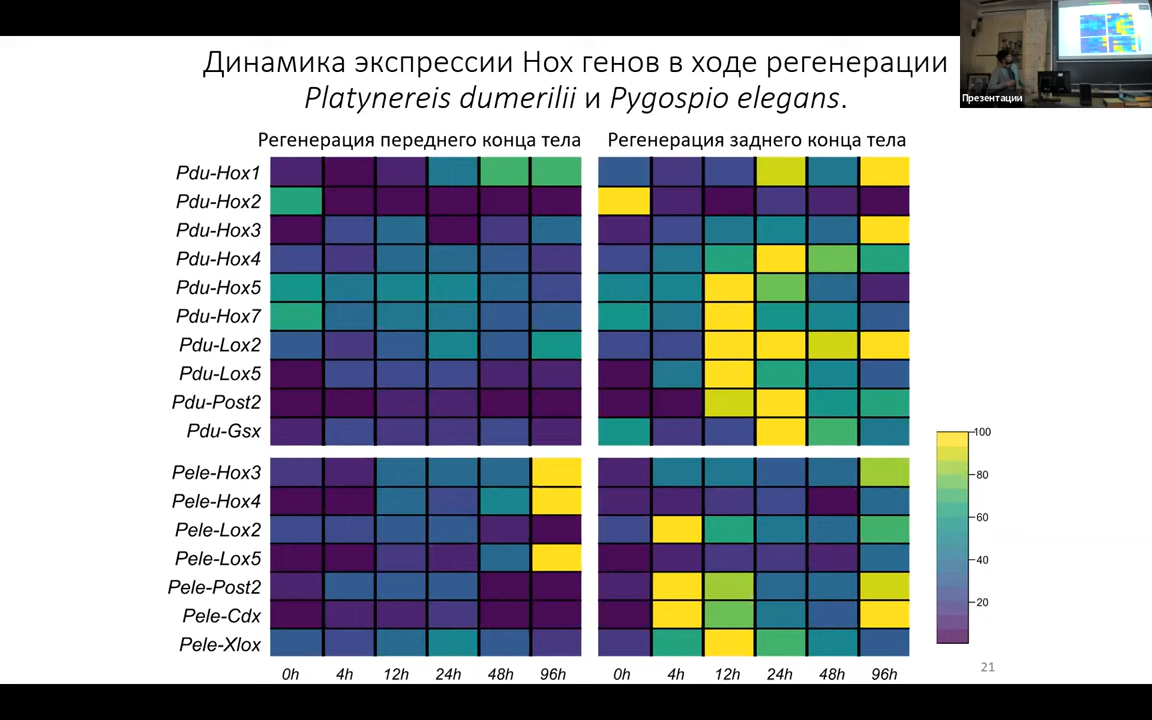 Динамика экспрессии Hox генов в ходе регенерации
Platynereis dumerilii и Pygospio elegans.
Презентации
Регенерация переднего конца тела
Регенерация заднего конца тела
Pdu-Hox1
Pdu-Hox2
Pdu-Hox3
Pdu-Hox4
Pdu-Hox5
Pdu-Hox7
Pdu-Lox2
Pdu-Lox5
Pdu-Post2
Pdu-Gsx
Pele-Hox3
Pele-Hox4
Pele-Lox2
Pele-Lox5
Pele-Post2
Pele-Cdx
Pele-Xlox
0h 4h 12h 24h 48h 96h
0h 4h 12h 24h 48h 96h
100
80
60
40
20
21